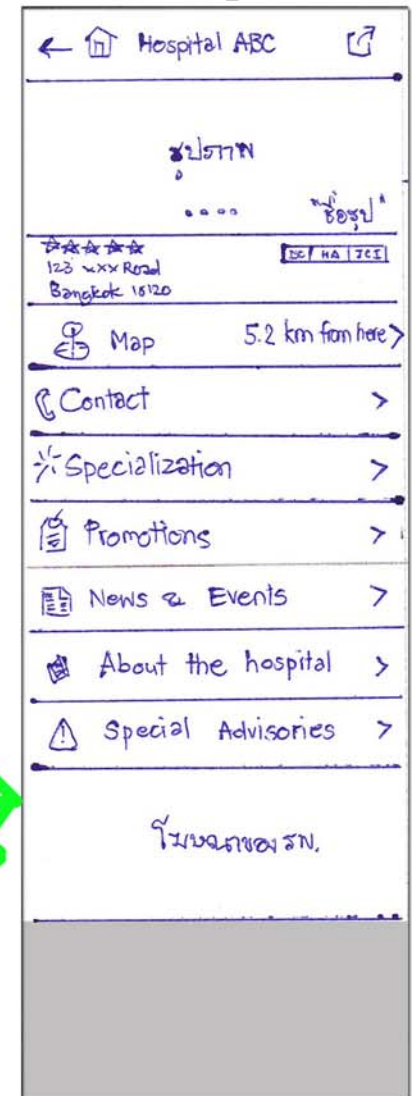 Hospital ABC
รูปภาพ
"ชื่อรูป"
123 xxx Road
Bangkok 10120
HA JCI
Map 5.2 km from here >
Contact >
Specialization >
Promotions >
News & Events >
About the hospital >
Special Advisories >
โฆษณาของ รพ.